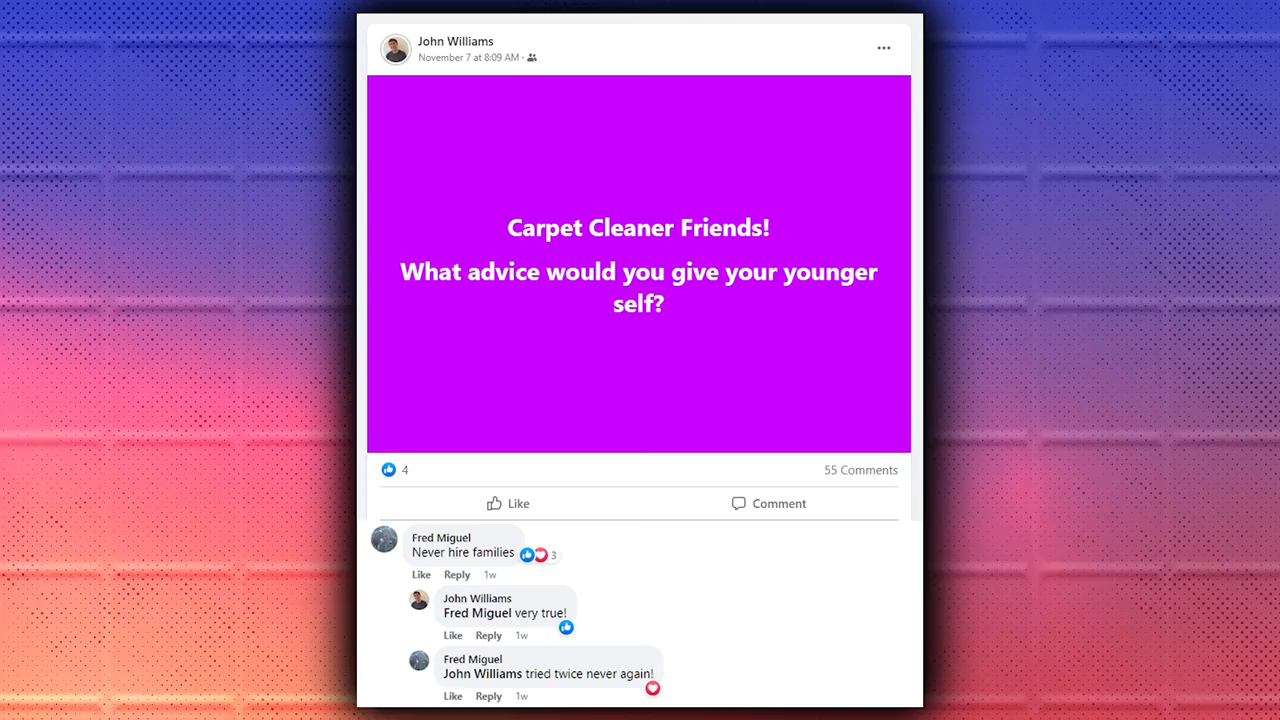 John Williams
November 7 at 8:09 AM ·
Carpet Cleaner Friends!
What advice would you give your younger
self?
4
55 Comments
Like
Comment
Fred Miguel
Never hire families
3
Like Reply 1w
John Williams
Fred Miguel very true!
Like Reply 1w
Fred Miguel
John Williams tried twice never again!
Like Reply 1w